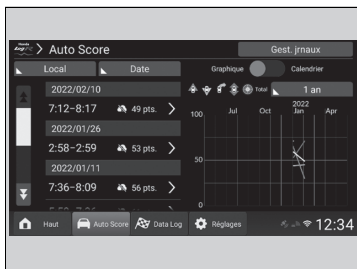 Honda
LogR
Auto Score
Gest. jrnaux
Local
Date
Graphique
Calendrier
Total
1 an
2022/02/10
7:12–8:17
49 pts.
2022/01/26
2:58–2:59
53 pts.
2022/01/11
7:36–8:09
56 pts.
100
50
0
Jul
Oct
2022
Jan
Apr
Haut
Auto Score
Data Log
Réglages
12:34